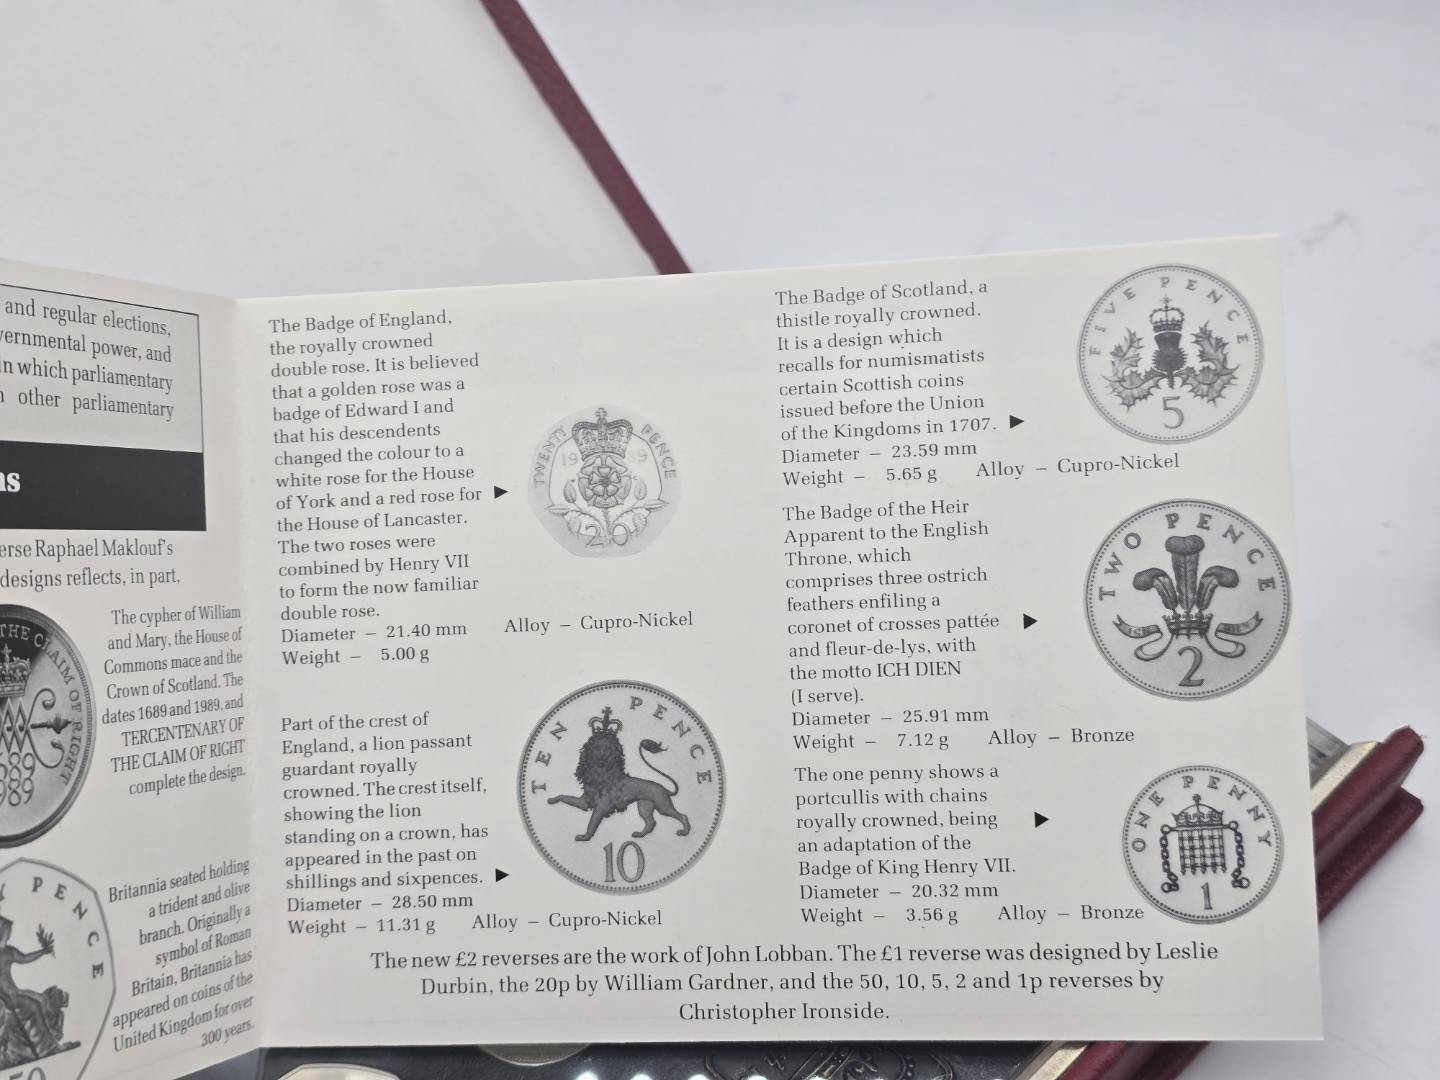 and regular elections,
vernmental power, and
n which parliamentary
other parliamentary
erse Raphael Maklouf's
designs reflects, in part,
THE CLAIM OF RIGHT
The cypher of William
and Mary, the House of
Commons mace and the
Crown of Scotland. The
dates 1689 and 1989, and
TERCENTENARY OF
THE CLAIM OF RIGHT
complete the design.
PENCE
Britannia seated holding
a trident and olive
branch. Originally a
symbol of Roman
Britain, Britannia has
appeared on coins of the
United Kingdom for over
300 years.
50
The Badge of England,
the royally crowned
double rose. It is believed
that a golden rose was a
badge of Edward I and
that his descendents
changed the colour to a
white rose for the House
of York and a red rose for
the House of Lancaster.
The two roses were
combined by Henry VII
to form the now familiar
double rose.
Diameter – 21.40 mm Alloy – Cupro-Nickel
Weight – 5.00 g
TWENTY PENCE
1989
20
Part of the crest of
England, a lion passant
guardant royally
crowned. The crest itself,
showing the lion
standing on a crown, has
appeared in the past on
shillings and sixpences.
Diameter – 28.50 mm
Weight – 11.31 g Alloy – Cupro-Nickel
TEN PENCE
10
The Badge of Scotland, a
thistle royally crowned.
It is a design which
recalls for numismatists
certain Scottish coins
issued before the Union
of the Kingdoms in 1707.
Diameter – 23.59 mm
Weight – 5.65 g Alloy – Cupro-Nickel
FIVE PENCE
5
The Badge of the Heir
Apparent to the English
Throne, which
comprises three ostrich
feathers enfiling a
coronet of crosses pattée
and fleur-de-lys, with
the motto ICH DIEN
(I serve).
Diameter – 25.91 mm
Weight – 7.12 g Alloy – Bronze
TWO PENCE
2
The one penny shows a
portcullis with chains
royally crowned, being
an adaptation of the
Badge of King Henry VII.
Diameter – 20.32 mm
Weight – 3.56 g Alloy – Bronze
ONE PENNY
1
The new £2 reverses are the work of John Lobban. The £1 reverse was designed by Leslie
Durbin, the 20p by William Gardner, and the 50, 10, 5, 2 and 1p reverses by
Christopher Ironside.